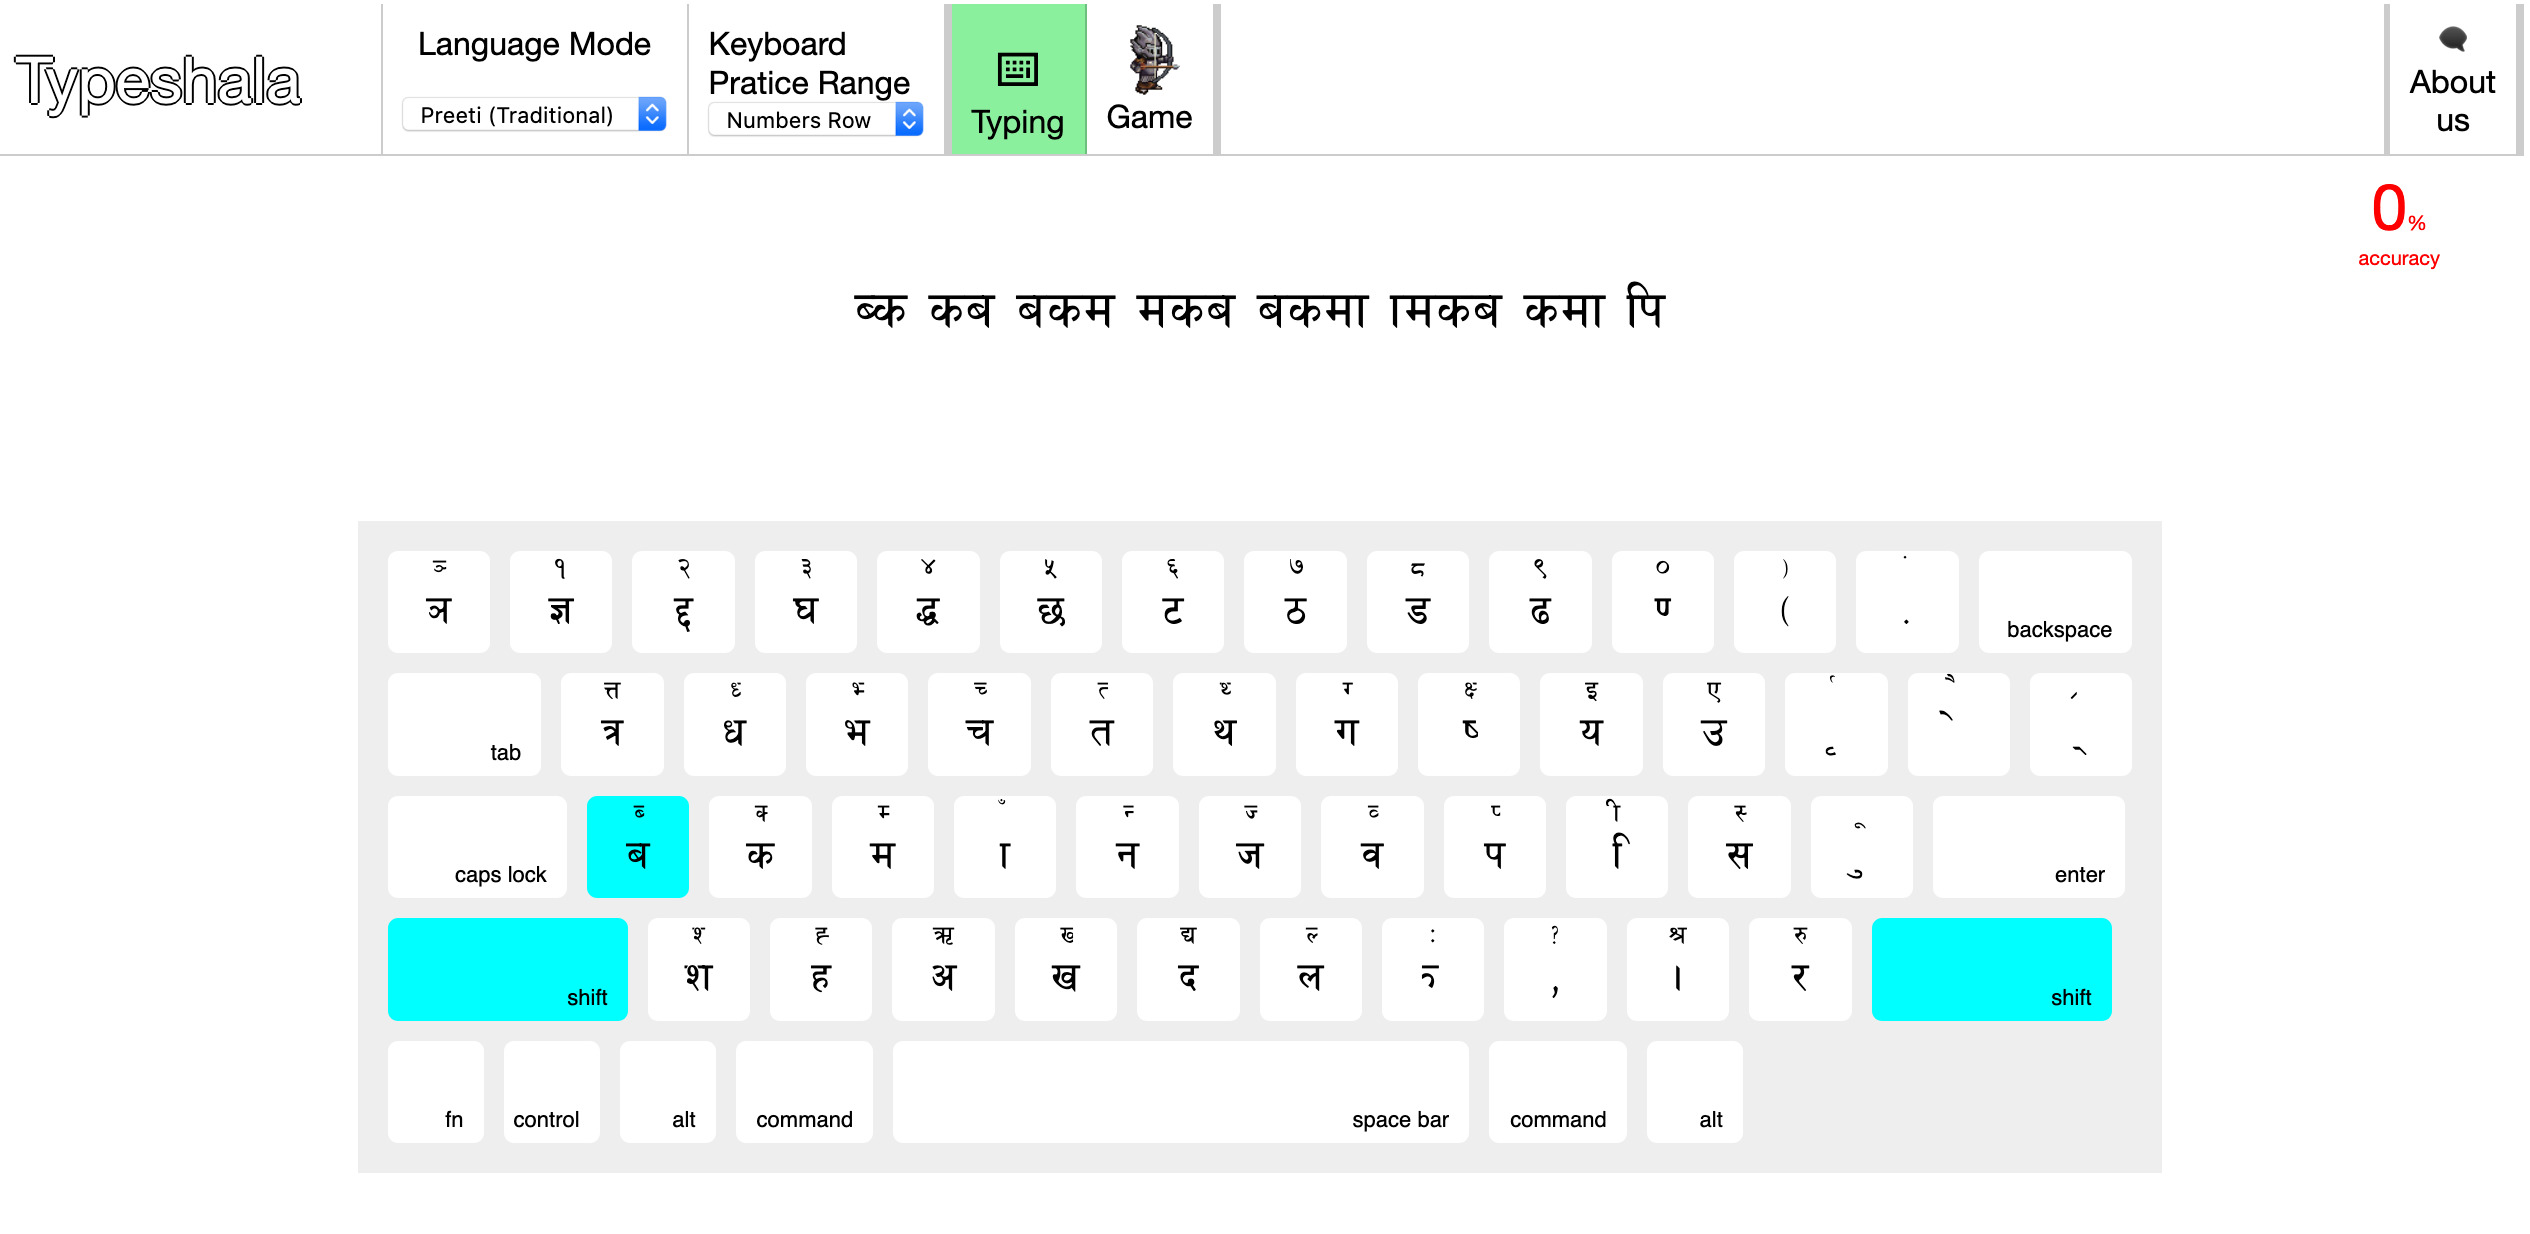 Typeshala
Language Mode
Preeti (Traditional)
Keyboard
Pratice Range
Numbers Row
Typing
Game
About
us
0%
accuracy
ब्क कब बकम मकब बकमा ामकब कमा पि
ञ् १ २ ३ ४ ५ ६ ७ ८ ९ ० ) ं
ञ ज्ञ द्द घ द्ध छ ट ठ ड ढ ण् ( .
backspace
त्त ध् भ् च् त् थ् ग् क्ष् इ ए र्
त्र ध भ च त थ ग ष् य उ ृ े ्
tab
ब् क् म् ँ न् ज् व् प् ी स् ू
ब क म ा न ज व प ि स ु
caps lock
enter
श् ह् ऋ ख् द्य ल् : ? श्र रु
श ह अ ख द ल , । र
shift
shift
fn control alt command space bar command alt